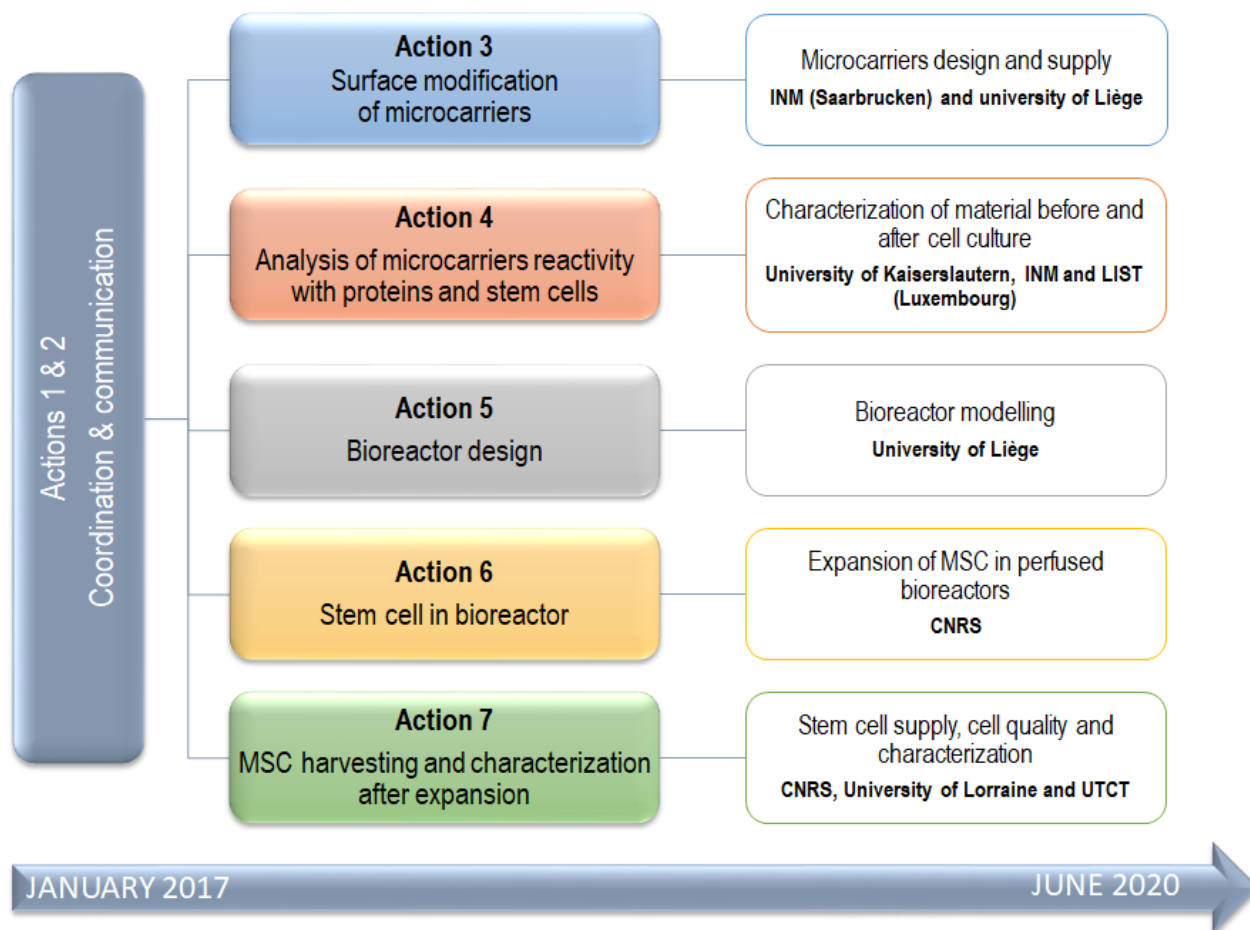 Actions 1 & 2
Coordination & communication
Action 3
Surface modification
of microcarriers
Microcarriers design and supply
INM (Saarbrucken) and university of Liège
Action 4
Analysis of microcarriers reactivity
with proteins and stem cells
Characterization of material before and
after cell culture
University of Kaiserslautern, INM and LIST
(Luxembourg)
Action 5
Bioreactor design
Bioreactor modelling
University of Liège
Action 6
Stem cell in bioreactor
Expansion of MSC in perfused
bioreactors
CNRS
Action 7
MSC harvesting and characterization
after expansion
Stem cell supply, cell quality and
characterization
CNRS, University of Lorraine and UTCT
JANUARY 2017
JUNE 2020